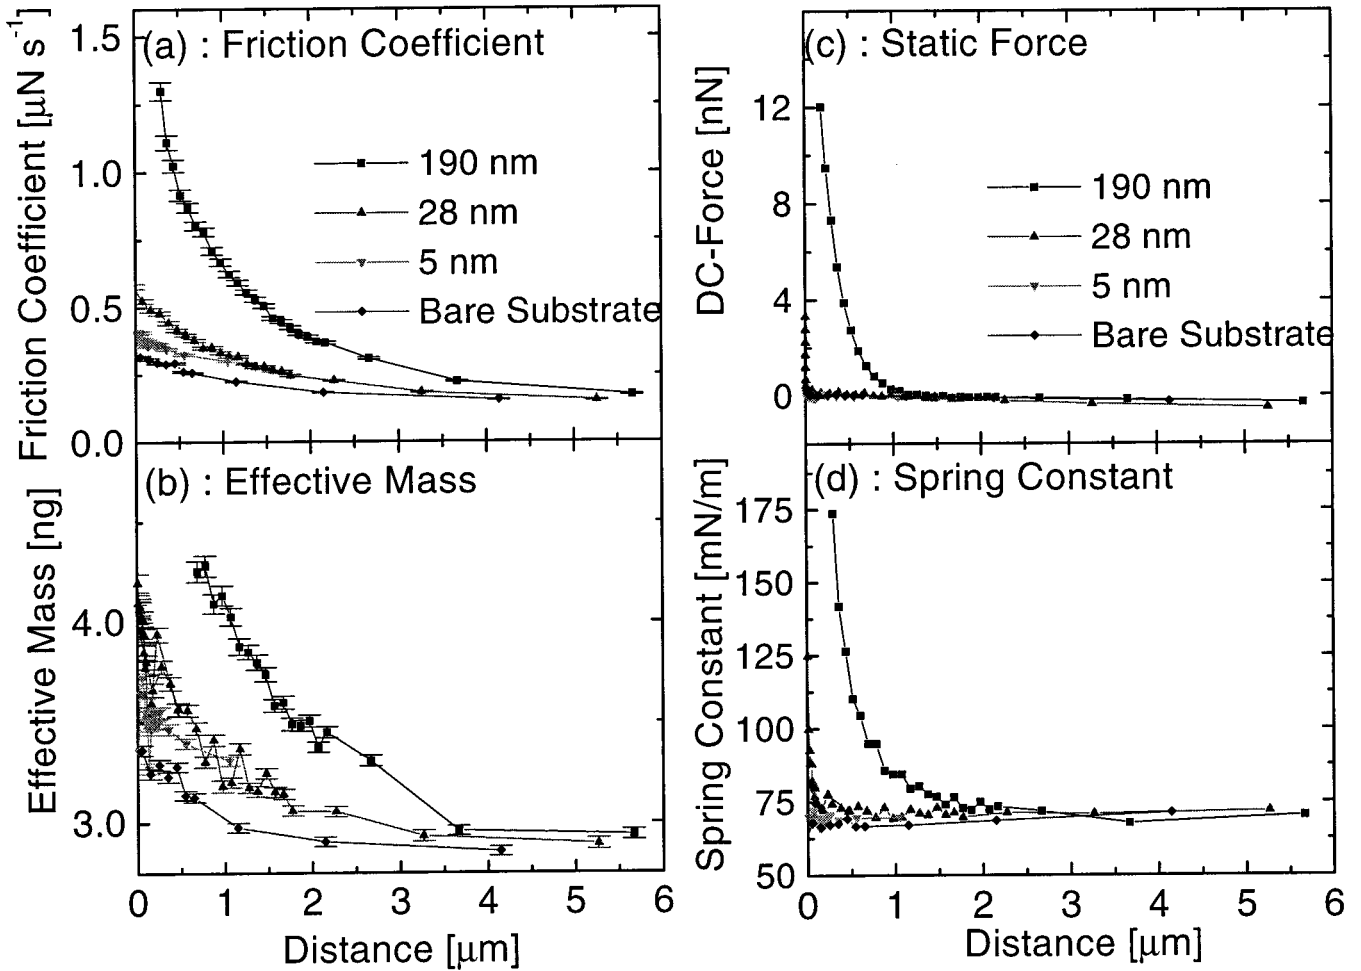 (a) : Friction Coefficient
Friction Coefficient [µN s⁻¹]
1.5
1.0
0.5
0.0
190 nm
28 nm
5 nm
Bare Substrate
(c) : Static Force
DC-Force [nN]
12
8
4
0
190 nm
28 nm
5 nm
Bare Substrate
(b) : Effective Mass
Effective Mass [ng]
4.0
3.0
0 1 2 3 4 5 6
Distance [µm]
(d) : Spring Constant
Spring Constant [mN/m]
175
150
125
100
75
50
0 1 2 3 4 5 6
Distance [µm]